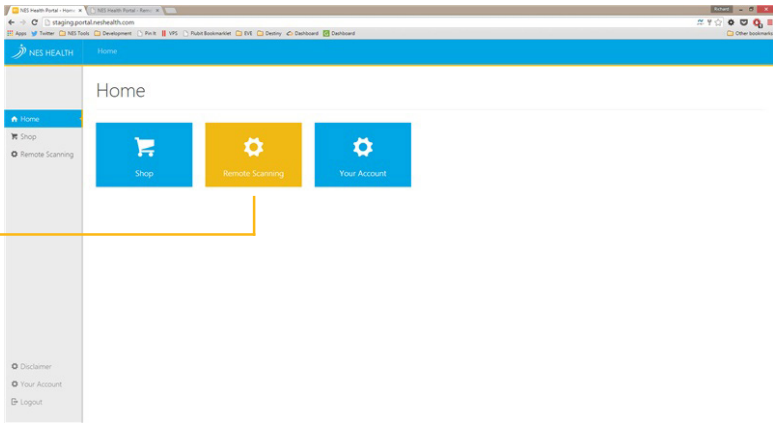 NES Health Portal - Home
NES Health Portal - Remo
Richard
staging.portal.neshealth.com
Apps Twitter NES Tools Development Pin It VPS Flubit Bookmarklet EVE Destiny Dashboard Dashboard Other bookmarks
NES HEALTH
Home
Home
Home
Shop
Remote Scanning
Shop
Remote Scanning
Your Account
Disclaimer
Your Account
Logout